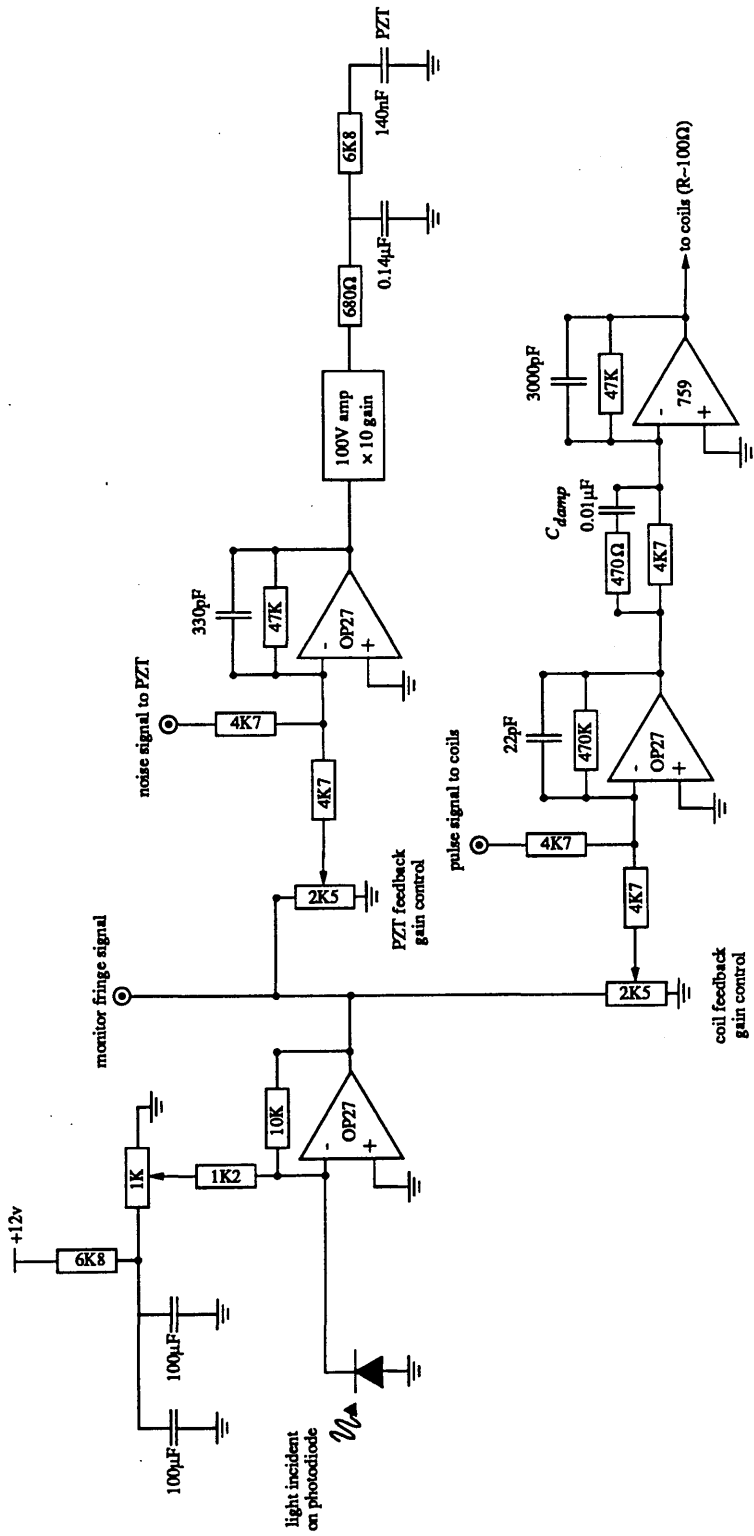 +12v
6K8
1K
100µF
100µF
1K2
10K
OP27
-
+
light incident
on photodiode
monitor fringe signal
2K5
PZT feedback
gain control
noise signal to PZT
4K7
4K7
330pF
47K
OP27
-
+
100V amp
× 10 gain
680Ω
0.14µF
6K8
140nF
PZT
2K5
coil feedback
gain control
pulse signal to coils
4K7
4K7
22pF
470K
OP27
-
+
C damp
0.01µF
470Ω
4K7
3000pF
47K
759
-
+
to coils (R~100Ω)